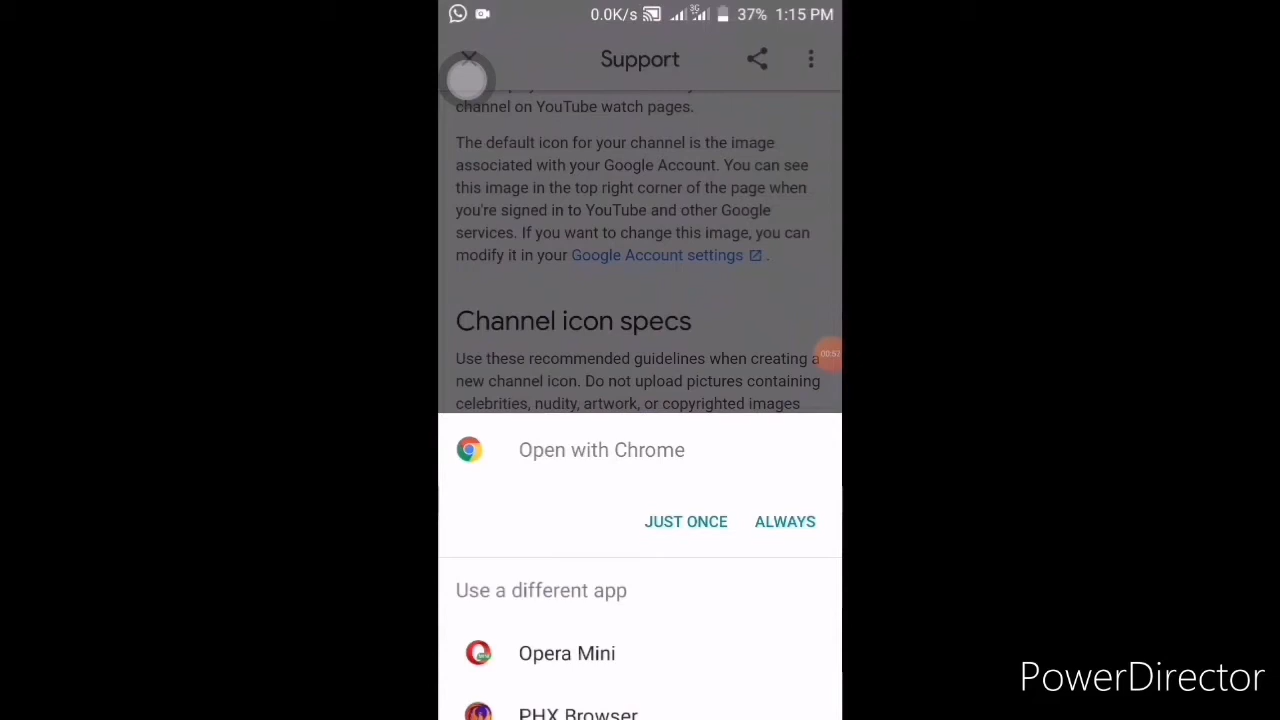 0.0K/s 3G 37% 1:15 PM
Support
channel on YouTube watch pages.
The default icon for your channel is the image
associated with your Google Account. You can see
this image in the top right corner of the page when
you're signed in to YouTube and other Google
services. If you want to change this image, you can
modify it in your Google Account settings .
Channel icon specs
Use these recommended guidelines when creating a
new channel icon. Do not upload pictures containing
celebrities, nudity, artwork, or copyrighted images
00:52
Open with Chrome
JUST ONCE ALWAYS
Use a different app
Opera Mini
PHX Browser
PowerDirector